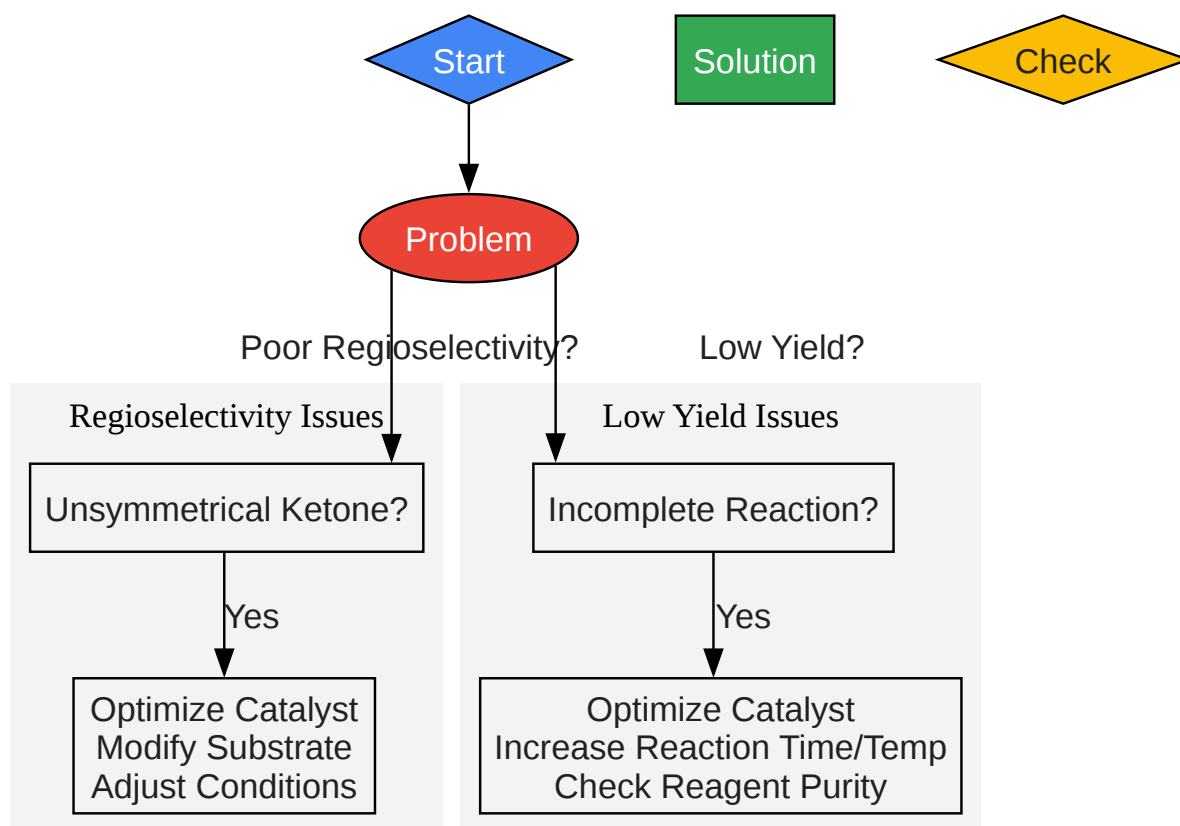 Start
Solution
Check
Problem
Poor Regioselectivity?
Low Yield?
Regioselectivity Issues
Low Yield Issues
Unsymmetrical Ketone?
Incomplete Reaction?
Yes
Yes
Optimize Catalyst
Modify Substrate
Adjust Conditions
Optimize Catalyst
Increase Reaction Time/Temp
Check Reagent Purity